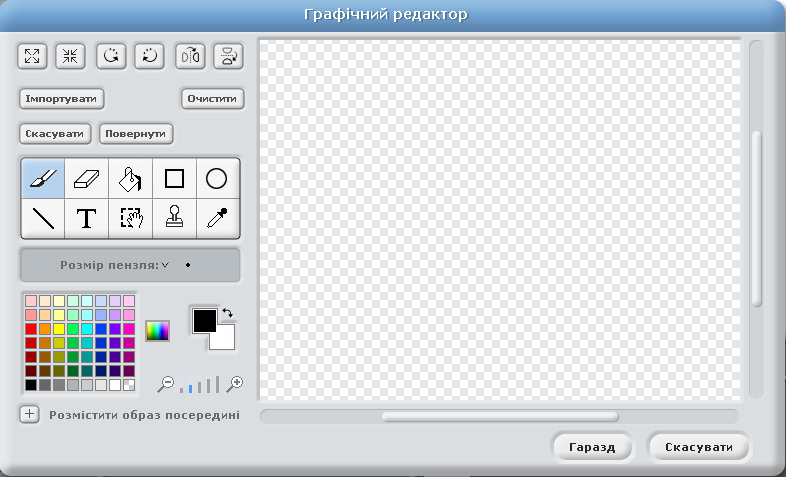 Графічний редактор
Імпортувати
Очистити
Скасувати
Повернути
T
Розмір пензля:
Розмістити образ посередині
Гаразд
Скасувати